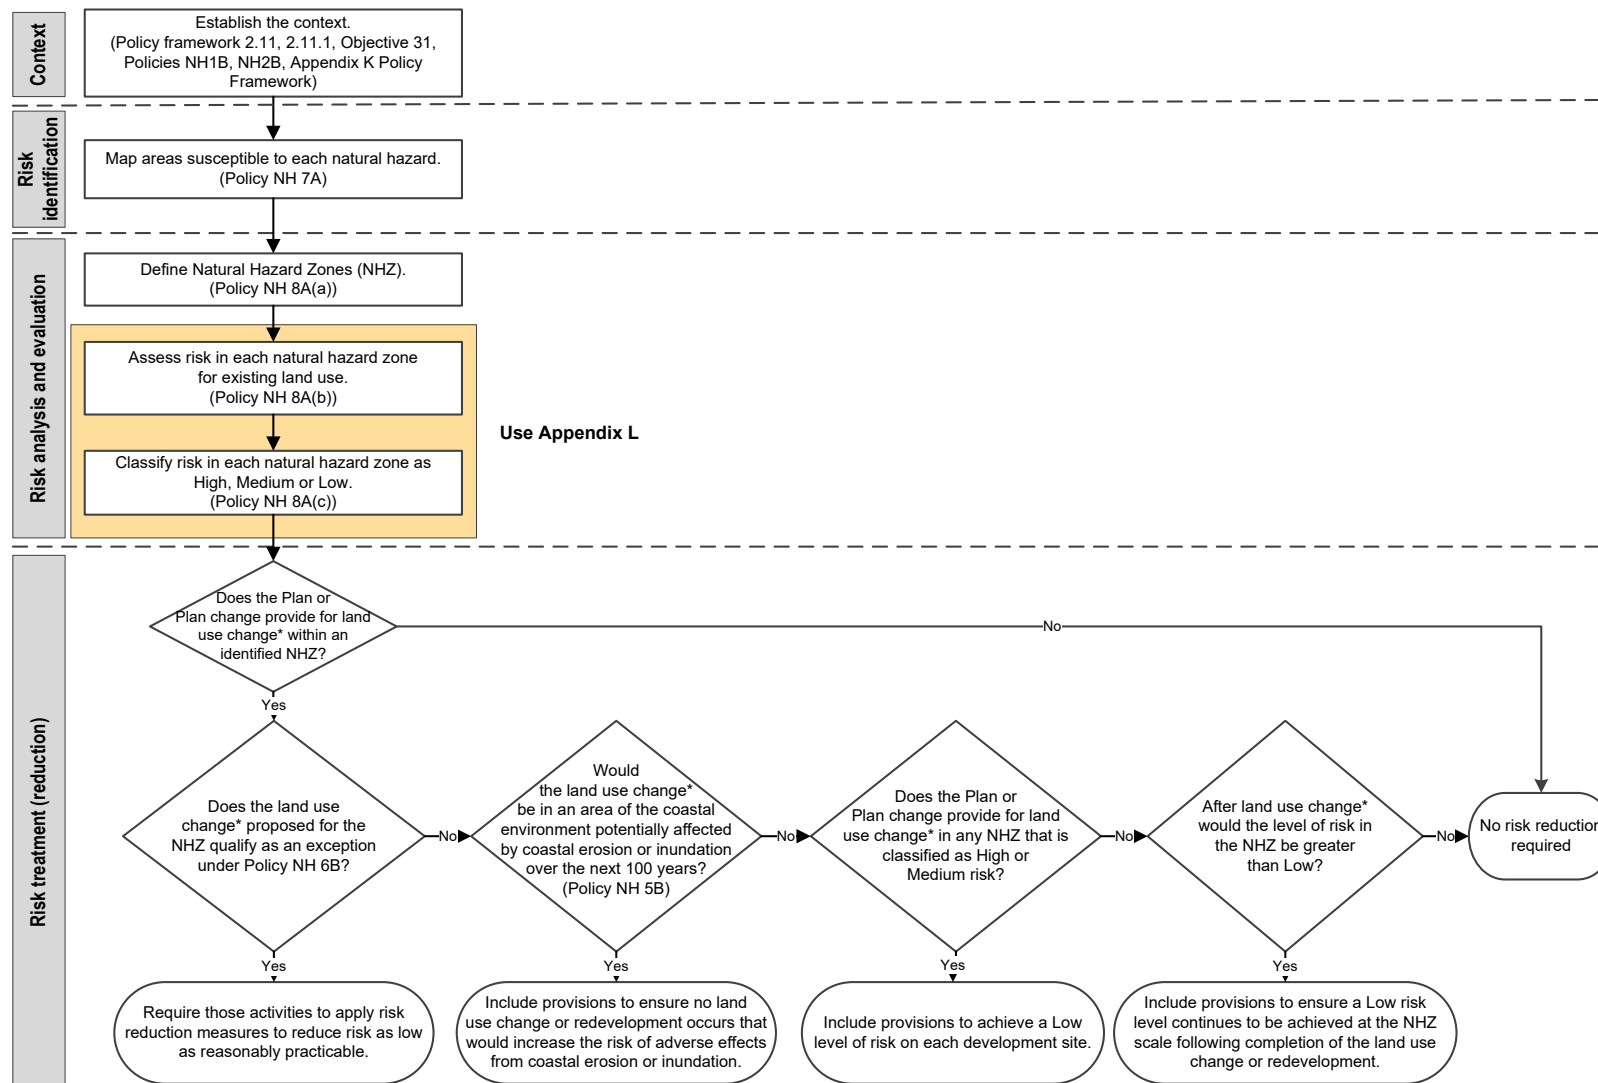 Context
Establish the context.
(Policy framework 2.11, 2.11.1, Objective 31,
Policies NH1B, NH2B, Appendix K Policy
Framework)
Risk
identification
Map areas susceptible to each natural hazard.
(Policy NH 7A)
Risk analysis and evaluation
Define Natural Hazard Zones (NHZ).
(Policy NH 8A(a))
Assess risk in each natural hazard zone
for existing land use.
(Policy NH 8A(b))
Use Appendix L
Classify risk in each natural hazard zone as
High, Medium or Low.
(Policy NH 8A(c))
Risk treatment (reduction)
Does the Plan or
Plan change provide for land
use change* within an
identified NHZ?
No
Yes
Does the land use
change* proposed for the
NHZ qualify as an exception
under Policy NH 6B?
No
Would
the land use change*
be in an area of the coastal
environment potentially affected
by coastal erosion or inundation
over the next 100 years?
(Policy NH 5B)
No
Does the Plan or
Plan change provide for land
use change* in any NHZ that is
classified as High or
Medium risk?
No
After land use change*
would the level of risk in
the NHZ be greater
than Low?
No
No risk reduction
required
Yes
Yes
Yes
Yes
Require those activities to apply risk
reduction measures to reduce risk as low
as reasonably practicable.
Include provisions to ensure no land
use change or redevelopment occurs that
would increase the risk of adverse effects
from coastal erosion or inundation.
Include provisions to achieve a Low
level of risk on each development site.
Include provisions to ensure a Low risk
level continues to be achieved at the NHZ
scale following completion of the land use
change or redevelopment.